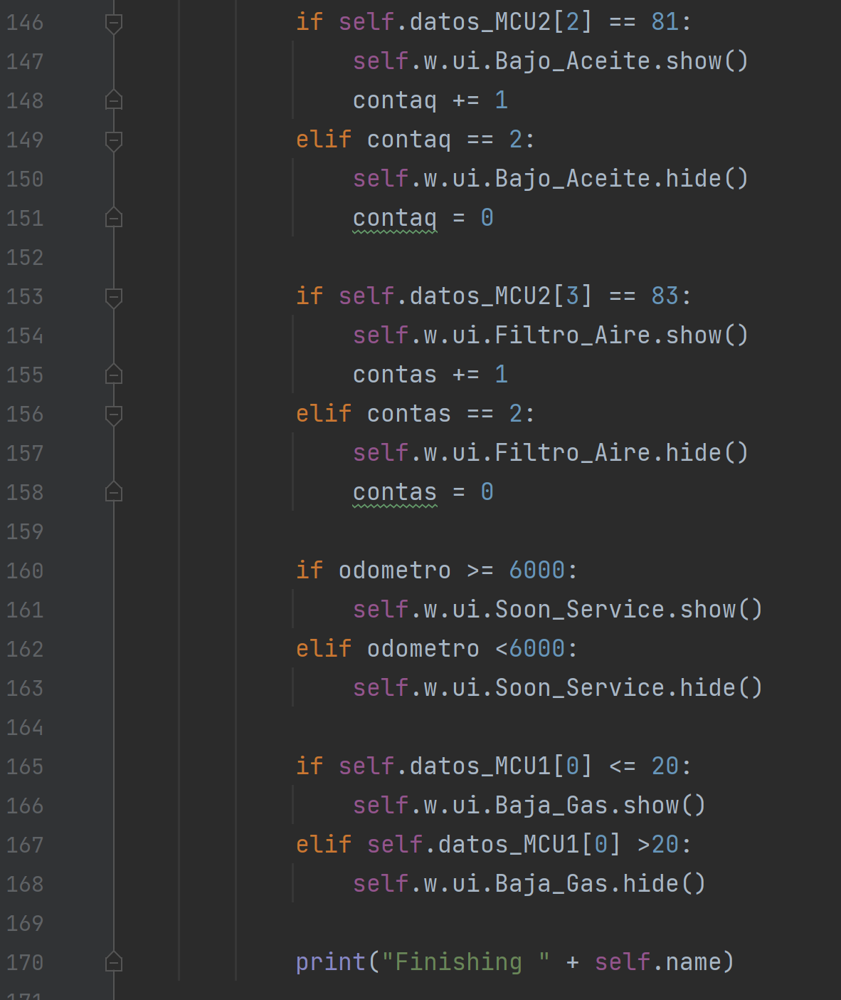 146 if self.datos_MCU2[2] == 81:
147 self.w.ui.Bajo_Aceite.show()
148 contaq += 1
149 elif contaq == 2:
150 self.w.ui.Bajo_Aceite.hide()
151 contaq = 0
152
153 if self.datos_MCU2[3] == 83:
154 self.w.ui.Filtro_Aire.show()
155 contas += 1
156 elif contas == 2:
157 self.w.ui.Filtro_Aire.hide()
158 contas = 0
159
160 if odometro >= 6000:
161 self.w.ui.Soon_Service.show()
162 elif odometro <6000:
163 self.w.ui.Soon_Service.hide()
164
165 if self.datos_MCU1[0] <= 20:
166 self.w.ui.Baja_Gas.show()
167 elif self.datos_MCU1[0] >20:
168 self.w.ui.Baja_Gas.hide()
169
170 print("Finishing " + self.name)
171